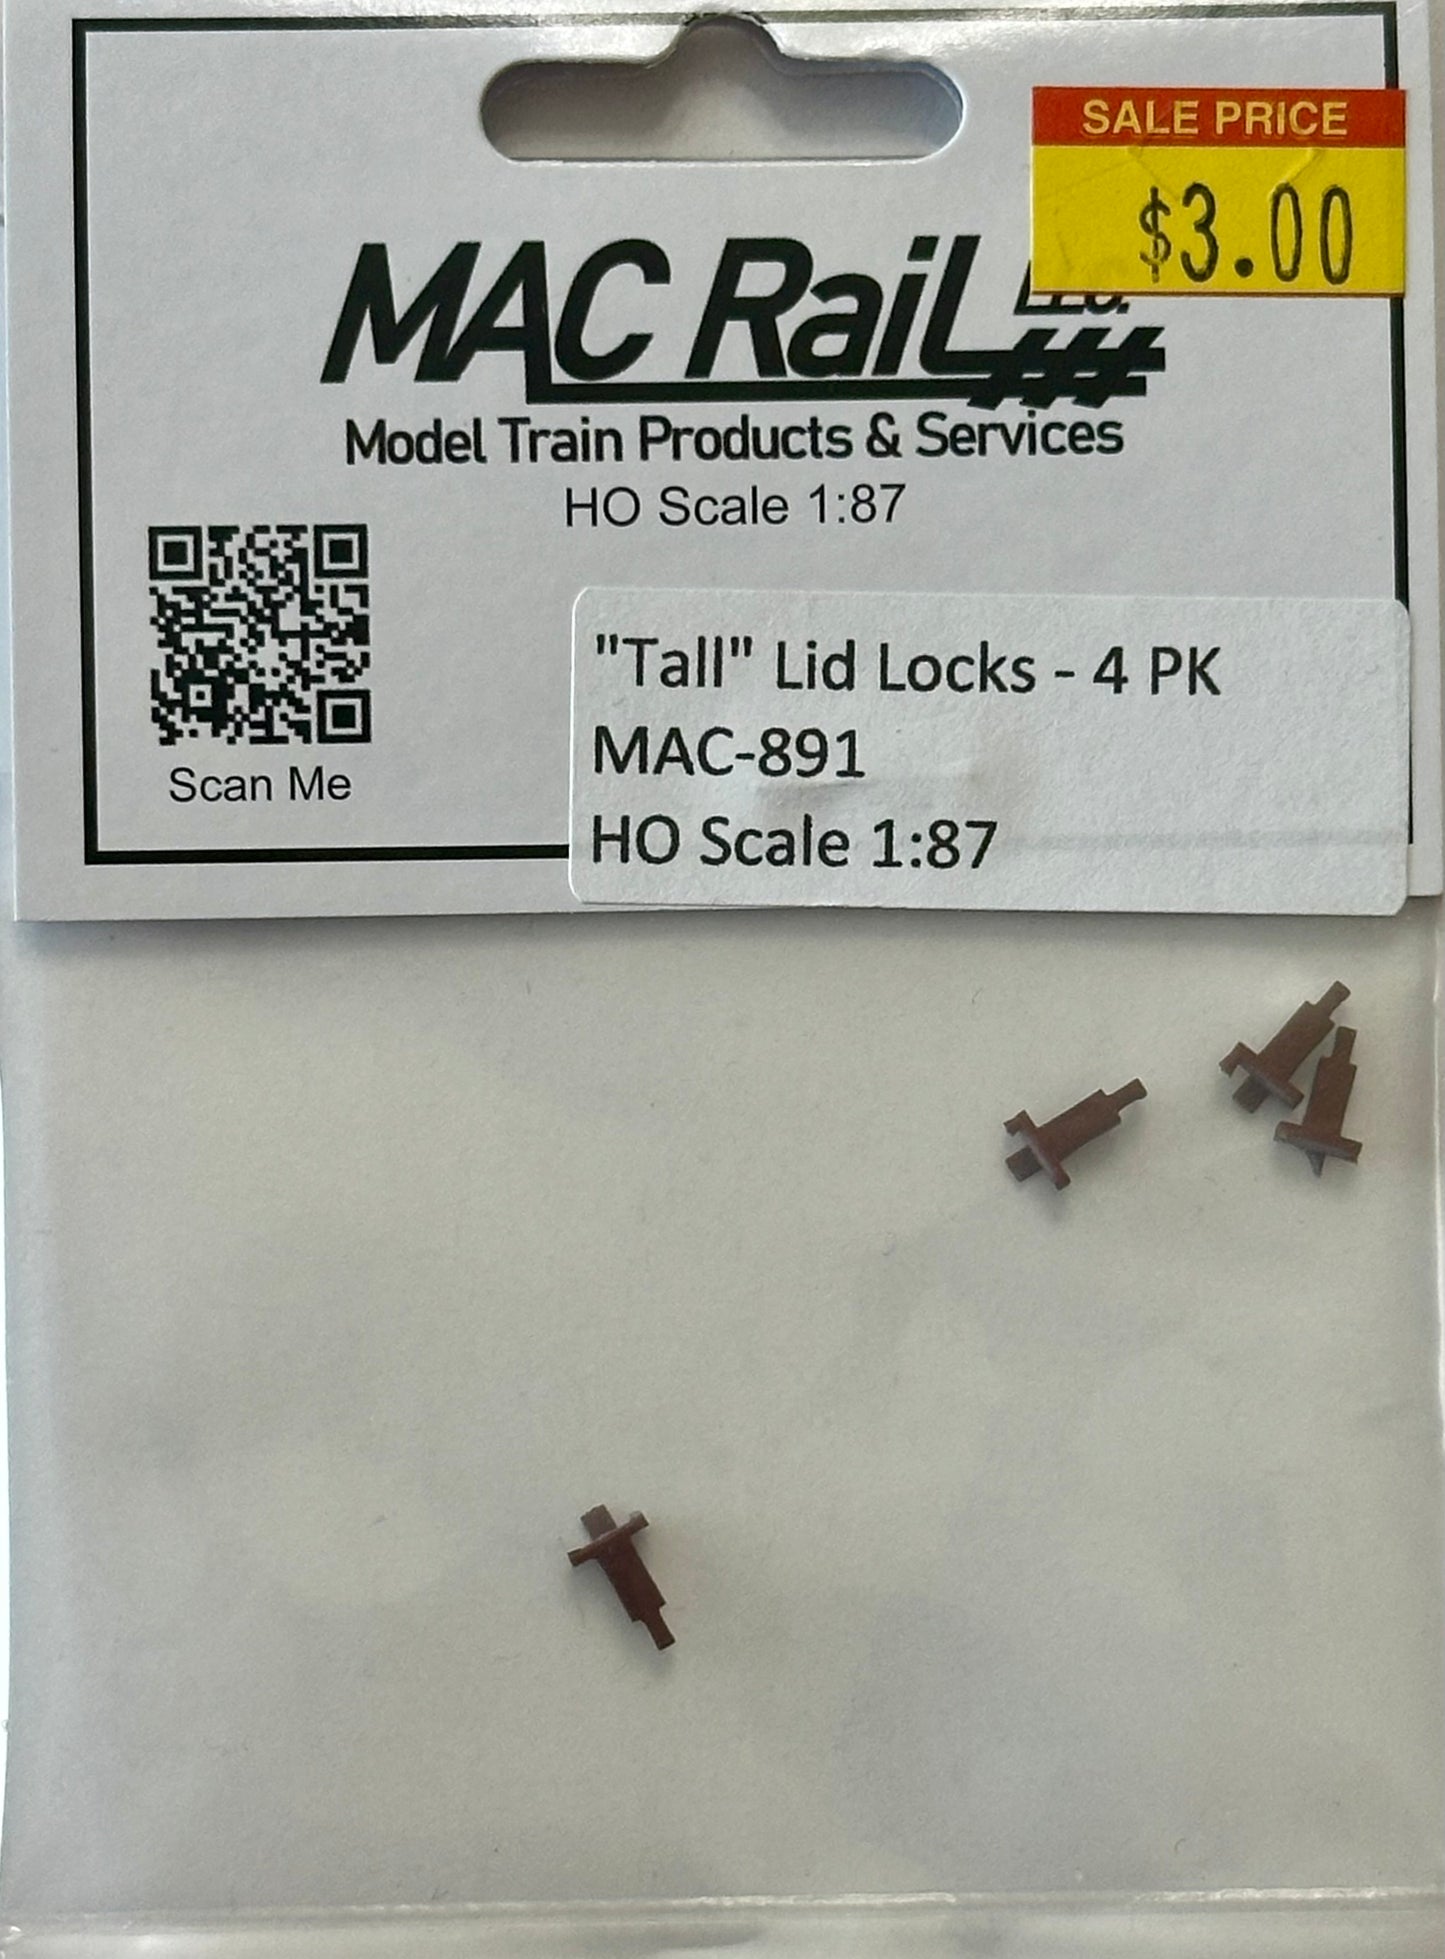 SALE PRICE
$3.00
MAC RaiL
Model Train Products & Services
HO Scale 1:87
"Tall" Lid Locks - 4 PK
MAC-891
HO Scale 1:87
Scan Me